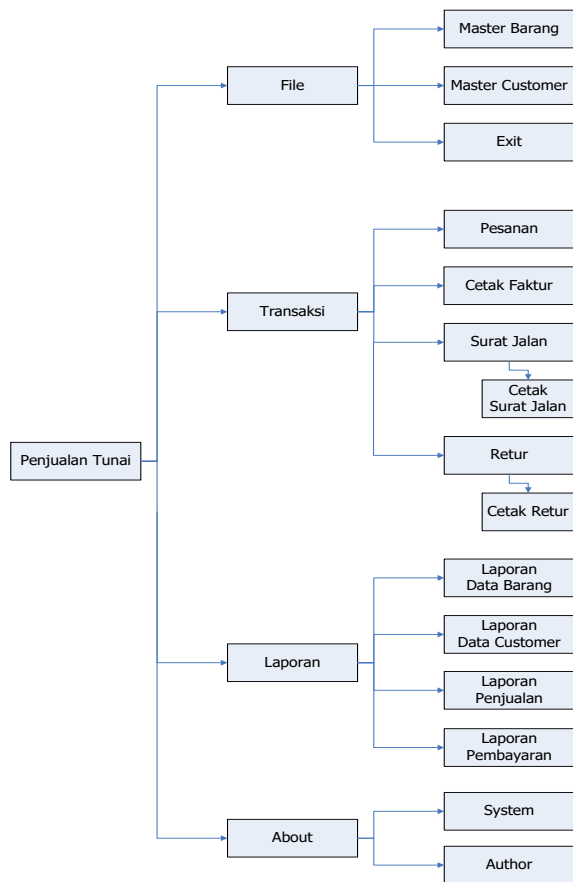 Penjualan Tunai
File
Master Barang
Master Customer
Exit
Transaksi
Pesanan
Cetak Faktur
Surat Jalan
Cetak
Surat Jalan
Retur
Cetak Retur
Laporan
Laporan
Data Barang
Laporan
Data Customer
Laporan
Penjualan
Laporan
Pembayaran
About
System
Author